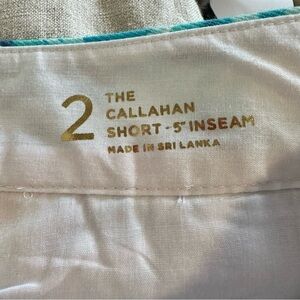 2
THE
CALLAHAN
SHORT - 5" INSEAM
MADE IN SRI LANKA